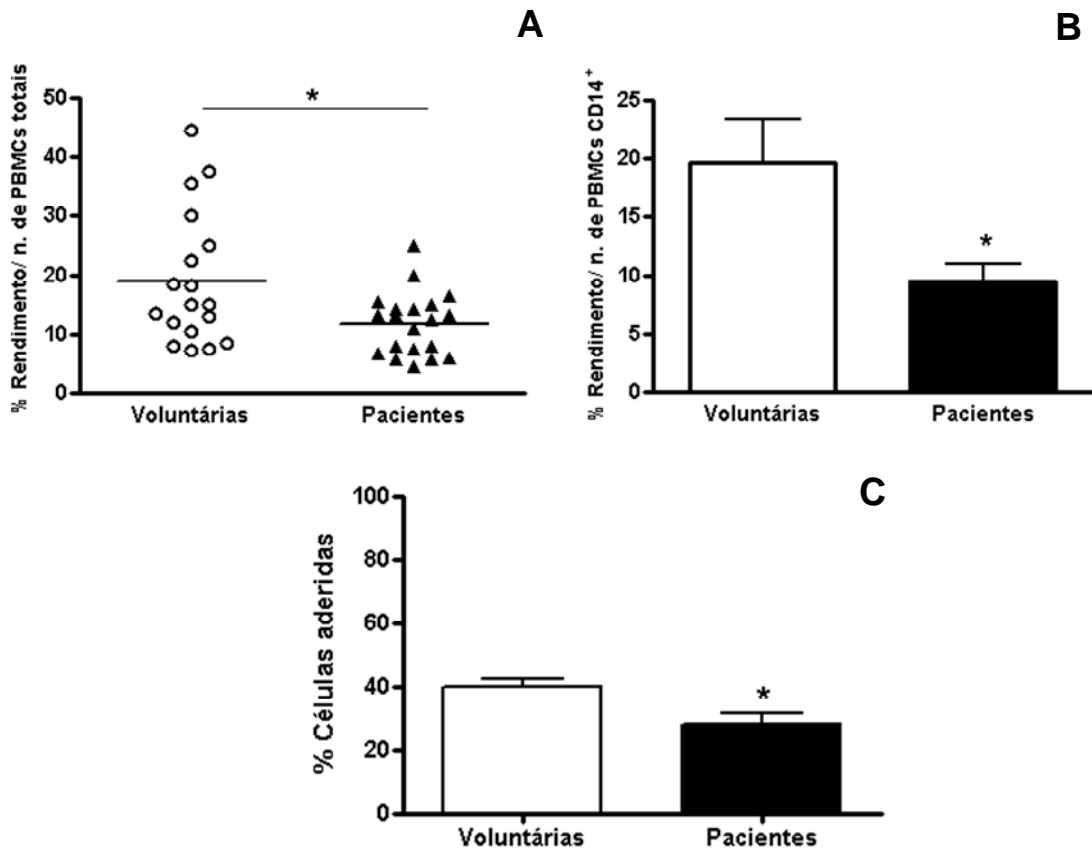 A
% Rendimento/ n. de PBMCs totais
50
40
30
20
10
0
*
Voluntárias
Pacientes
B
% Rendimento/ n. de PBMCs CD14+
25
20
15
10
5
0
*
Voluntárias
Pacientes
C
% Células aderidas
100
80
60
40
20
0
*
Voluntárias
Pacientes